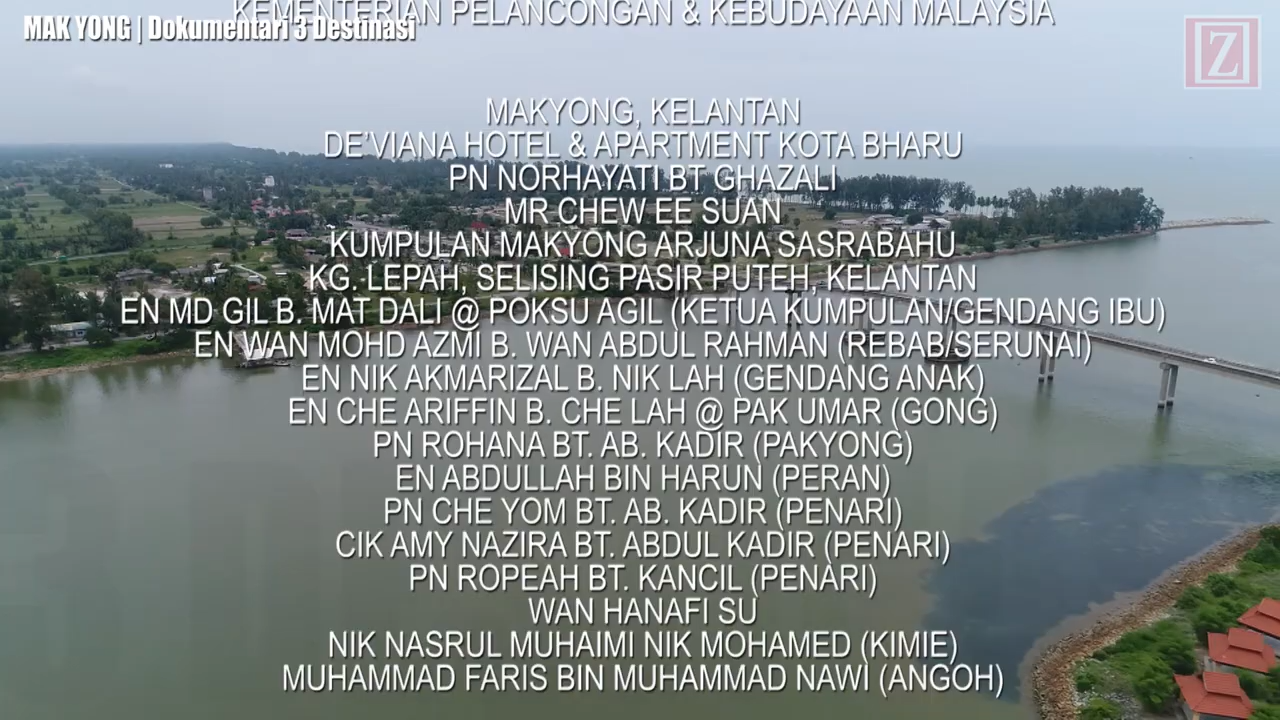 KEMENTERIAN PELANCONGAN & KEBUDAYAAN MALAYSIA
MAK YONG | Dokumentari 3 Destinasi
Z
MAKYONG, KELANTAN
DE'VIANA HOTEL & APARTMENT KOTA BHARU
PN NORHAYATI BT GHAZALI
MR CHEW EE SUAN
KUMPULAN MAKYONG ARJUNA SASRABAHU
KG. LEPAH, SELISING PASIR PUTEH, KELANTAN
EN MD GIL B. MAT DALI @ POKSU AGIL (KETUA KUMPULAN/GENDANG IBU)
EN WAN MOHD AZMI B. WAN ABDUL RAHMAN (REBAB/SERUNAI)
EN NIK AKMARIZAL B. NIK LAH (GENDANG ANAK)
EN CHE ARIFFIN B. CHE LAH @ PAK UMAR (GONG)
PN ROHANA BT. AB. KADIR (PAKYONG)
EN ABDULLAH BIN HARUN (PERAN)
PN CHE YOM BT. AB. KADIR (PENARI)
CIK AMY NAZIRA BT. ABDUL KADIR (PENARI)
PN ROPEAH BT. KANCIL (PENARI)
WAN HANAFI SU
NIK NASRUL MUHAIMI NIK MOHAMED (KIMIE)
MUHAMMAD FARIS BIN MUHAMMAD NAWI (ANGOH)